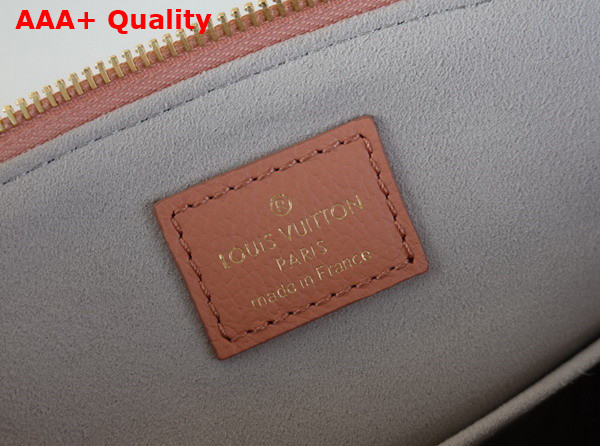 AAA+ Quality
®
LOUIS VUITTON
PARIS
made in France